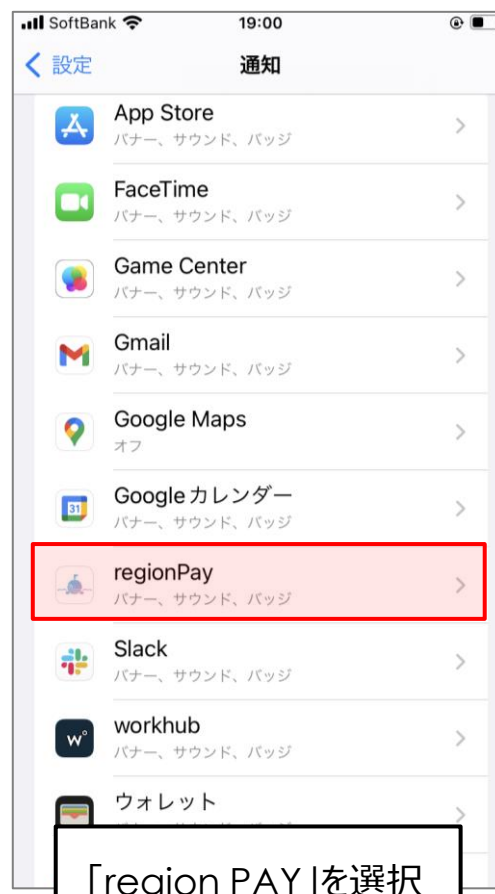 SoftBank 19:00
設定 通知
App Store
バナー、サウンド、バッジ
FaceTime
バナー、サウンド、バッジ
Game Center
バナー、サウンド、バッジ
Gmail
バナー、サウンド、バッジ
Google Maps
オフ
31
Googleカレンダー
バナー、サウンド、バッジ
regionPay
バナー、サウンド、バッジ
Slack
バナー、サウンド、バッジ
w°
workhub
バナー、サウンド、バッジ
ウォレット
「region PAY」を選択